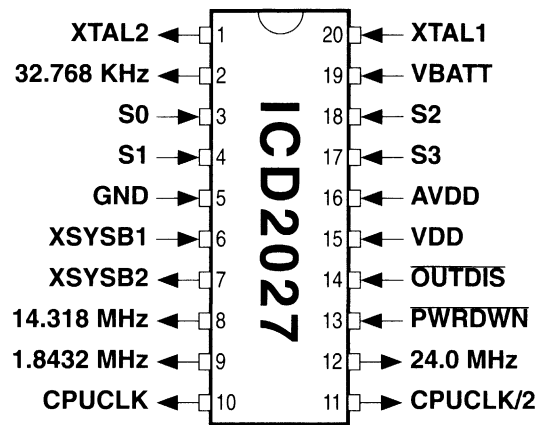 XTAL2 1 20 XTAL1
32.768 KHz 2 19 VBATT
S0 3 18 S2
S1 4 17 S3
GND 5 16 AVDD
XSYSB1 6 15 VDD
XSYSB2 7 14 OUTDIS
14.318 MHz 8 13 PWRDWN
1.8432 MHz 9 12 24.0 MHz
CPUCLK 10 11 CPUCLK/2
ICD2027